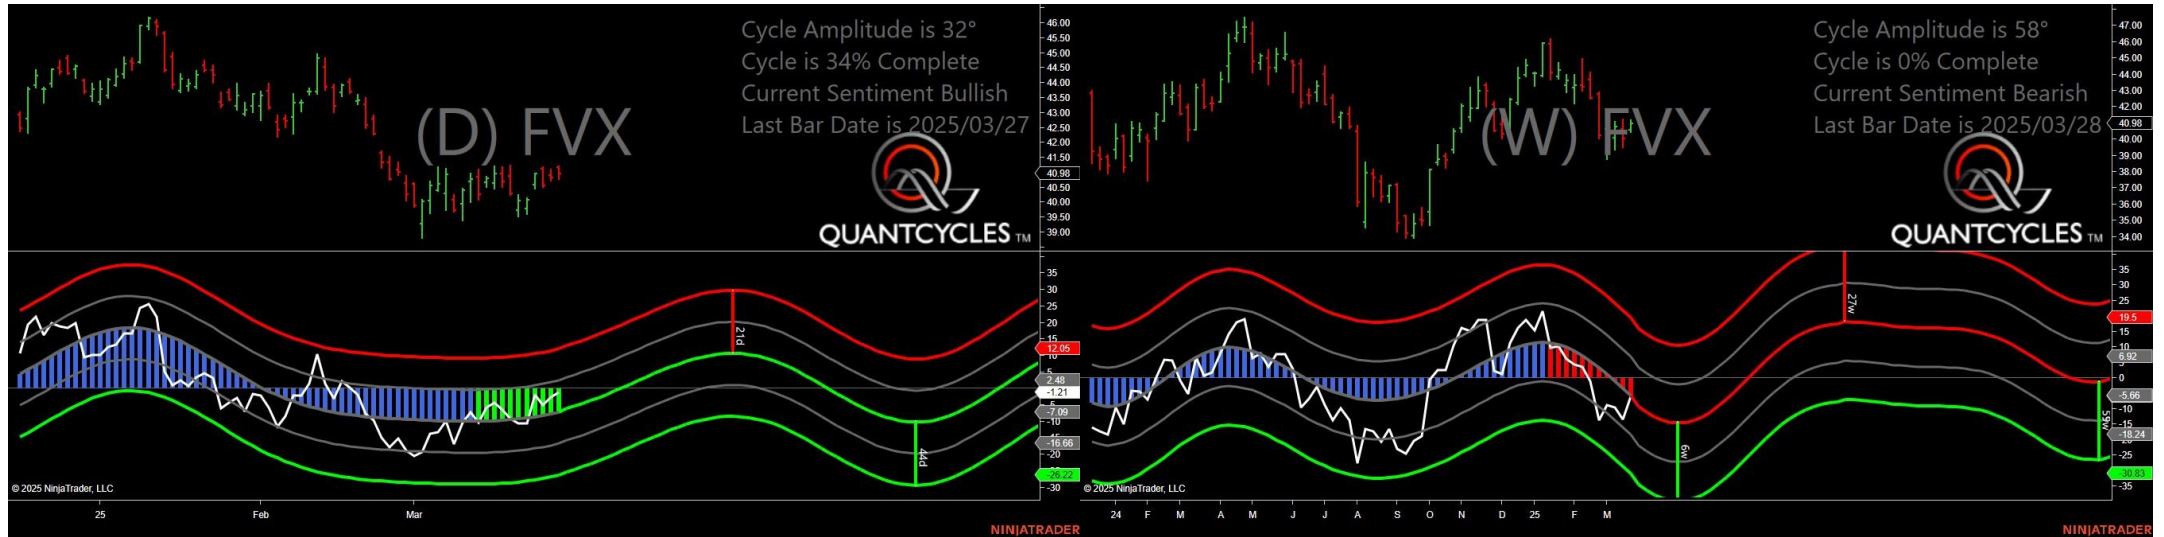 Cycle Amplitude is 32°
Cycle is 34% Complete
Current Sentiment Bullish
Last Bar Date is 2025/03/27
(D) FVX
QUANTCYCLES TM
46.00
45.50
45.00
44.50
44.00
43.50
43.00
42.50
42.00
41.50
40.98
40.50
40.00
39.50
39.00
35
30
25
20
15
12.05
10
5
2.48
-1.21
-5
-7.09
-10
-16.66
-20
-26.22
-30
21d
44d
© 2025 NinjaTrader, LLC
25
Feb
Mar
NINJATRADER
Cycle Amplitude is 58°
Cycle is 0% Complete
Current Sentiment Bearish
Last Bar Date is 2025/03/28
(W) FVX
QUANTCYCLES TM
47.00
46.00
45.00
44.00
43.00
42.00
40.98
40.00
39.00
38.00
37.00
36.00
35.00
34.00
35
30
25
19.5
15
10
6.92
0
-5.66
-10
-15
-18.24
-25
-30.83
-35
27w
6w
59w
© 2025 NinjaTrader, LLC
24 F M A M J J A S O N D 25 F M
NINJATRADER